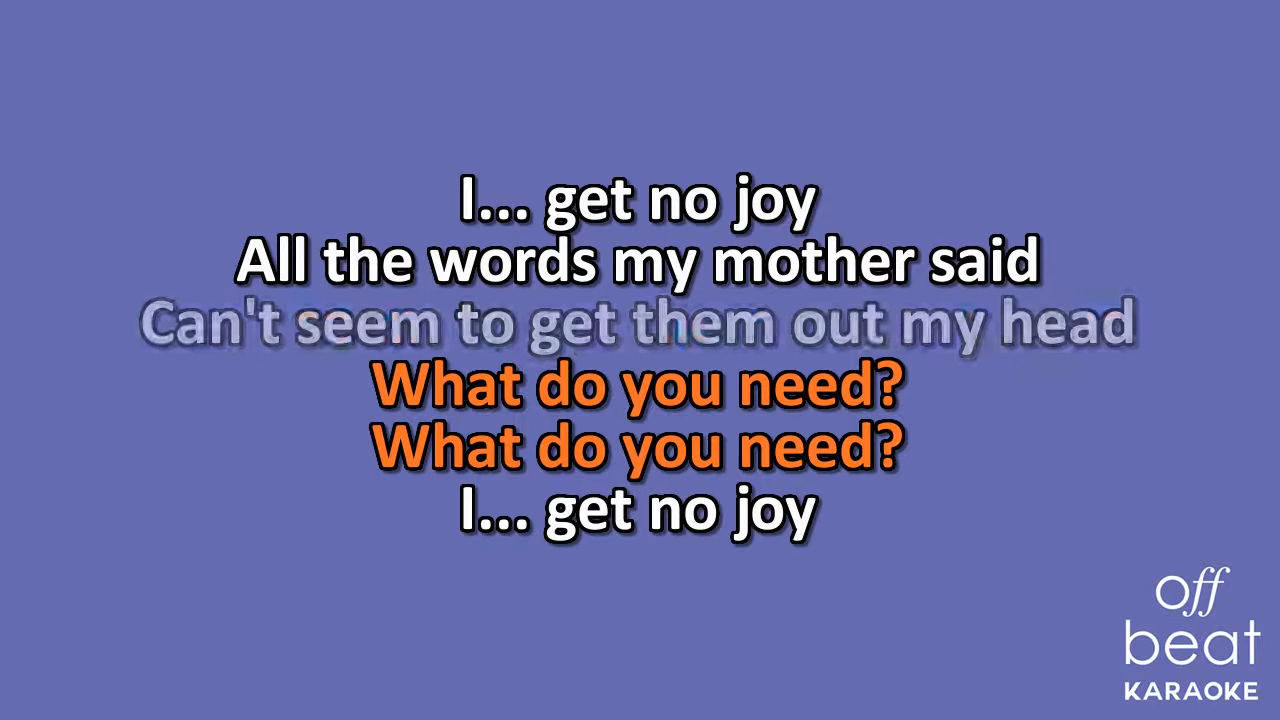 I... get no joy
All the words my mother said
Can't seem to get them out my head
What do you need?
What do you need?
I... get no joy
off
beat
KARAOKE